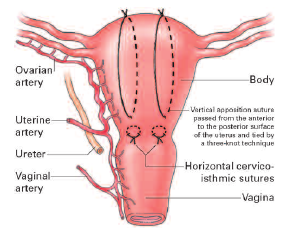 Ovarian
artery
Uterine
artery
Ureter
Vaginal
artery
Body
Vertical apposition suture
passed from the anterior
to the posterior surface
of the uterus and tied by
a three-knot technique
Horizontal cervico-
isthmic sutures
Vagina